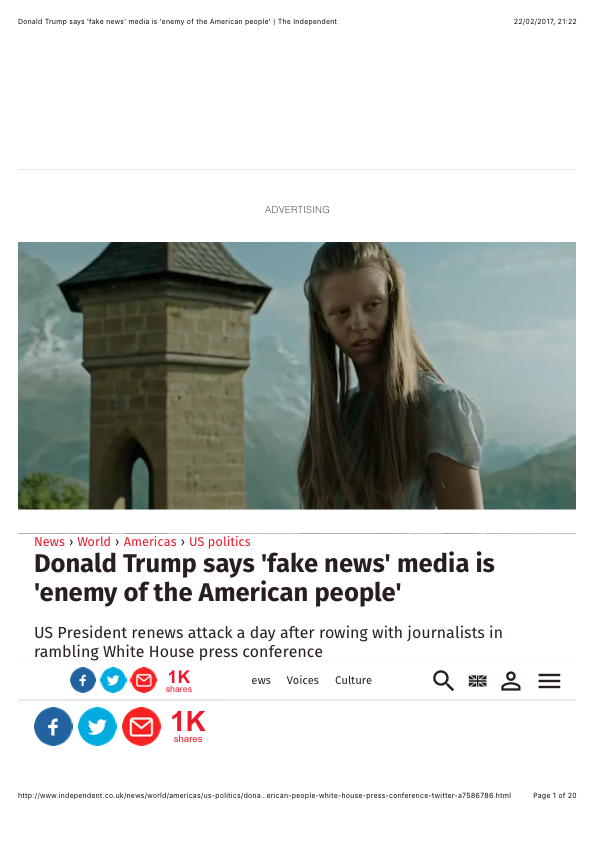 Donald Trump says 'fake news' media is 'enemy of the American people' | The Independent
22/02/2017, 21:22
ADVERTISING
News › World › Americas › US politics
Donald Trump says 'fake news' media is
'enemy of the American people'
US President renews attack a day after rowing with journalists in
rambling White House press conference
1K
shares
ews Voices Culture
1K
shares
http://www.independent.co.uk/news/world/americas/us-politics/dona…erican-people-white-house-press-conference-twitter-a7586786.html
Page 1 of 20